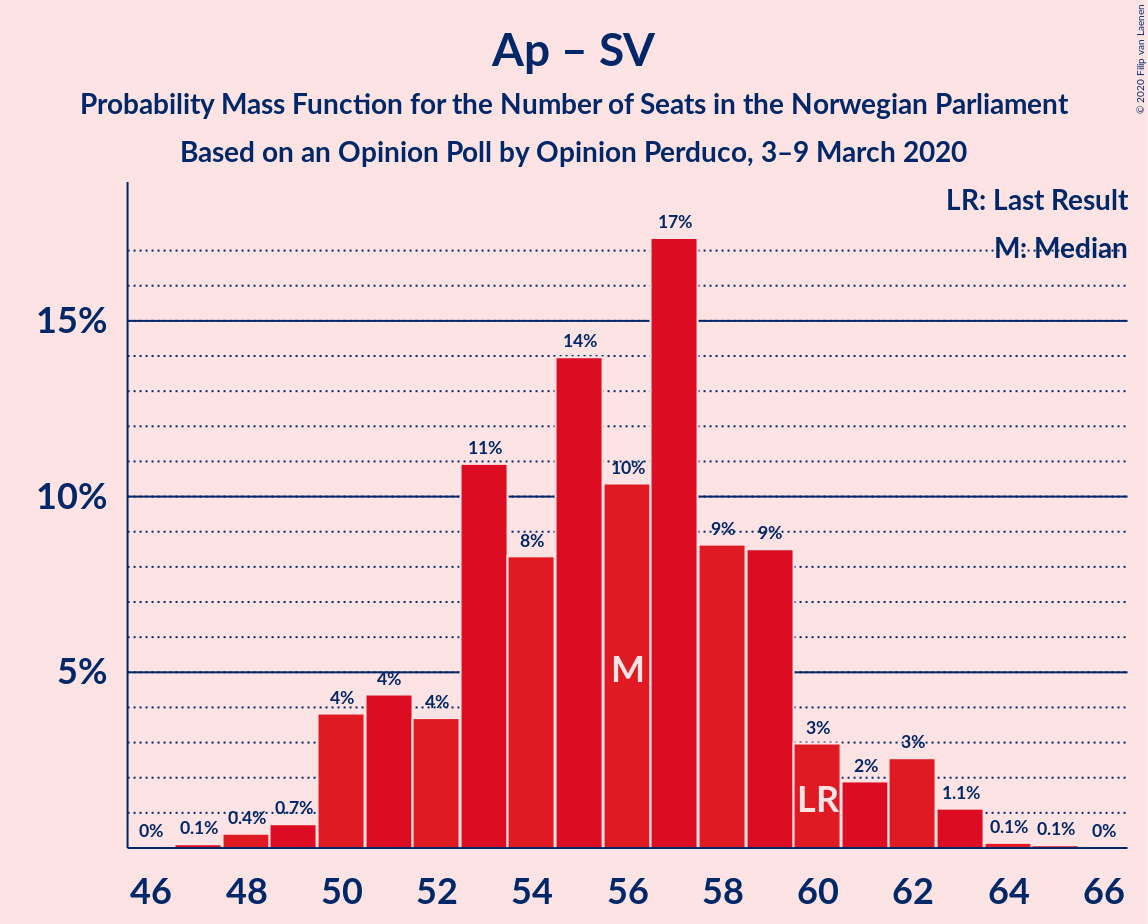 Ap – SV
Probability Mass Function for the Number of Seats in the Norwegian Parliament
Based on an Opinion Poll by Opinion Perduco, 3–9 March 2020
© 2020 Filip van Laenen
LR: Last Result
M: Median
15%
10%
5%
0%
0.1%
0.4%
0.7%
4%
4%
4%
11%
8%
14%
10%
17%
9%
9%
3%
2%
3%
1.1%
0.1%
0.1%
0%
M
LR
46 48 50 52 54 56 58 60 62 64 66